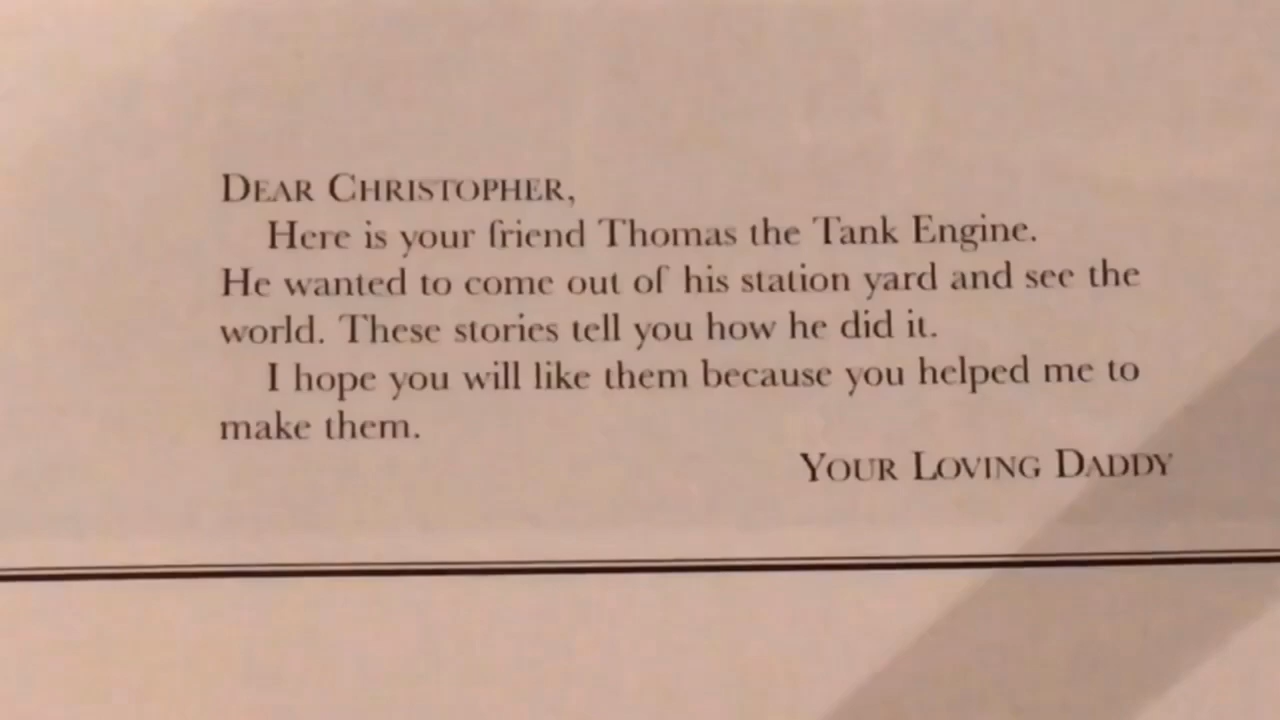 DEAR CHRISTOPHER,
Here is your friend Thomas the Tank Engine.
He wanted to come out of his station yard and see the
world. These stories tell you how he did it.
I hope you will like them because you helped me to
make them.
YOUR LOVING DADDY